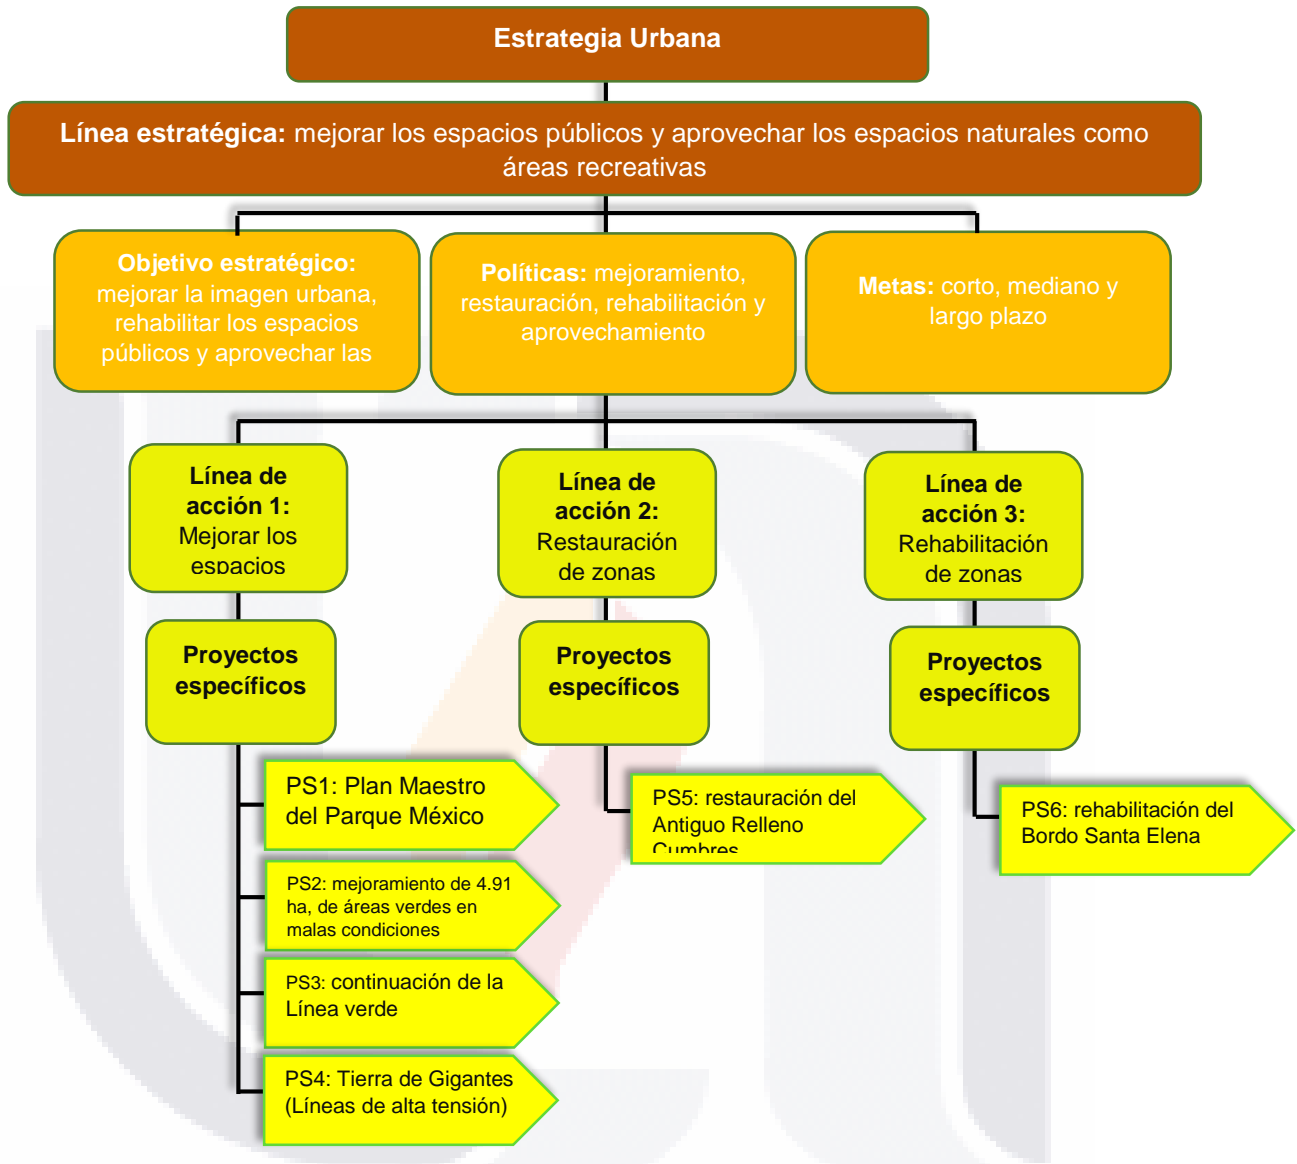 Estrategia Urbana
Línea estratégica: mejorar los espacios públicos y aprovechar los espacios naturales como
áreas recreativas
Objetivo estratégico:
mejorar la imagen urbana,
rehabilitar los espacios
públicos y aprovechar las
Políticas: mejoramiento,
restauración, rehabilitación y
aprovechamiento
Metas: corto, mediano y
largo plazo
Línea de
acción 1:
Mejorar los
espacios
Línea de
acción 2:
Restauración
de zonas
Línea de
acción 3:
Rehabilitación
de zonas
Proyectos
específicos
Proyectos
específicos
Proyectos
específicos
PS1: Plan Maestro
del Parque México
PS2: mejoramiento de 4.91
ha, de áreas verdes en
malas condiciones
PS3: continuación de la
Línea verde
PS4: Tierra de Gigantes
(Líneas de alta tensión)
PS5: restauración del
Antiguo Relleno
Cumbres
PS6: rehabilitación del
Bordo Santa Elena